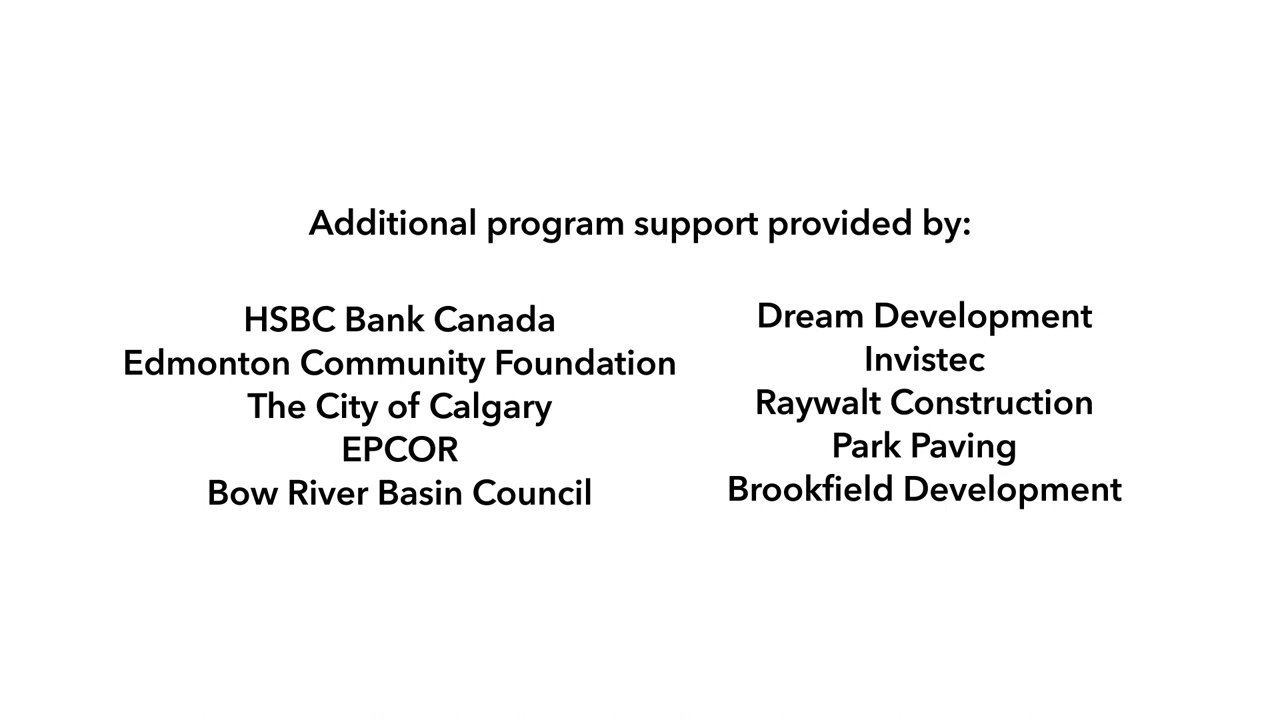 Additional program support provided by:
HSBC Bank Canada
Edmonton Community Foundation
The City of Calgary
EPCOR
Bow River Basin Council
Dream Development
Invistec
Raywalt Construction
Park Paving
Brookfield Development